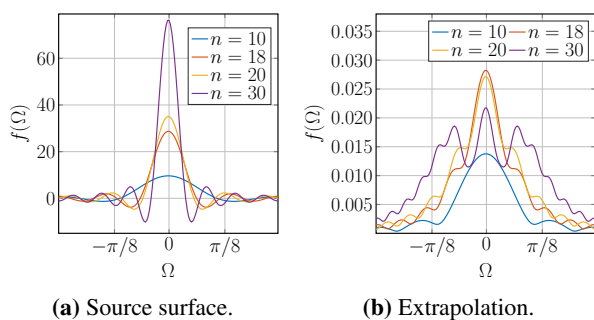 f(Ω)
60
40
20
0
−π/8
0
π/8
Ω
n = 10
n = 18
n = 20
n = 30
(a) Source surface.
f(Ω)
0.035
0.030
0.025
0.020
0.015
0.010
0.005
−π/8
0
π/8
Ω
n = 10
n = 18
n = 20
n = 30
(b) Extrapolation.